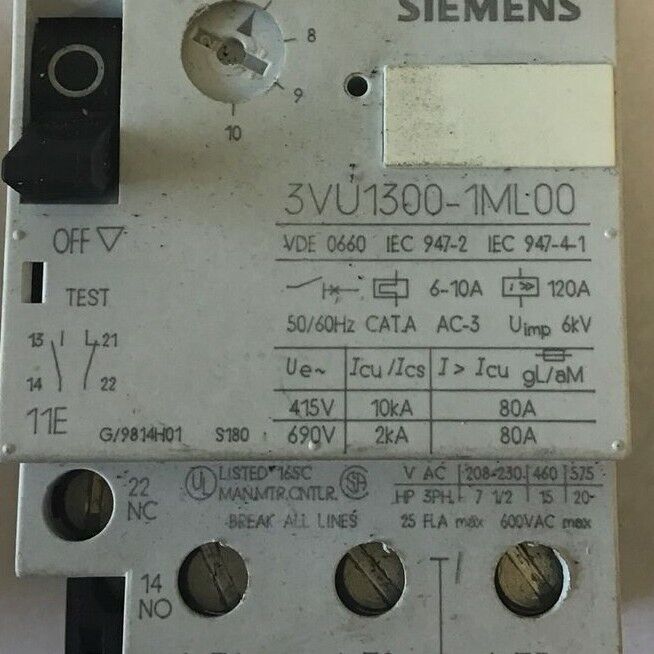 SIEMENS
8
9
10
3VU1300-1ML00
OFF
VDE 0660 IEC 947-2 IEC 947-4-1
TEST
6-10A I >> 120A
50/60Hz CAT.A AC-3 Uimp 6kV
13 21
14 22
Ue~ Icu/Ics I > Icu gL/aM
415V 10kA 80A
690V 2kA 80A
11E
G/9814H01 S180
22
NC
UL LISTED 165C
MAN.MTR.CNTLR.
BREAK ALL LINES
V AC 208-230 460 575
HP 3PH. 7 1/2 15 20
25 FLA max 600VAC max
14
NO